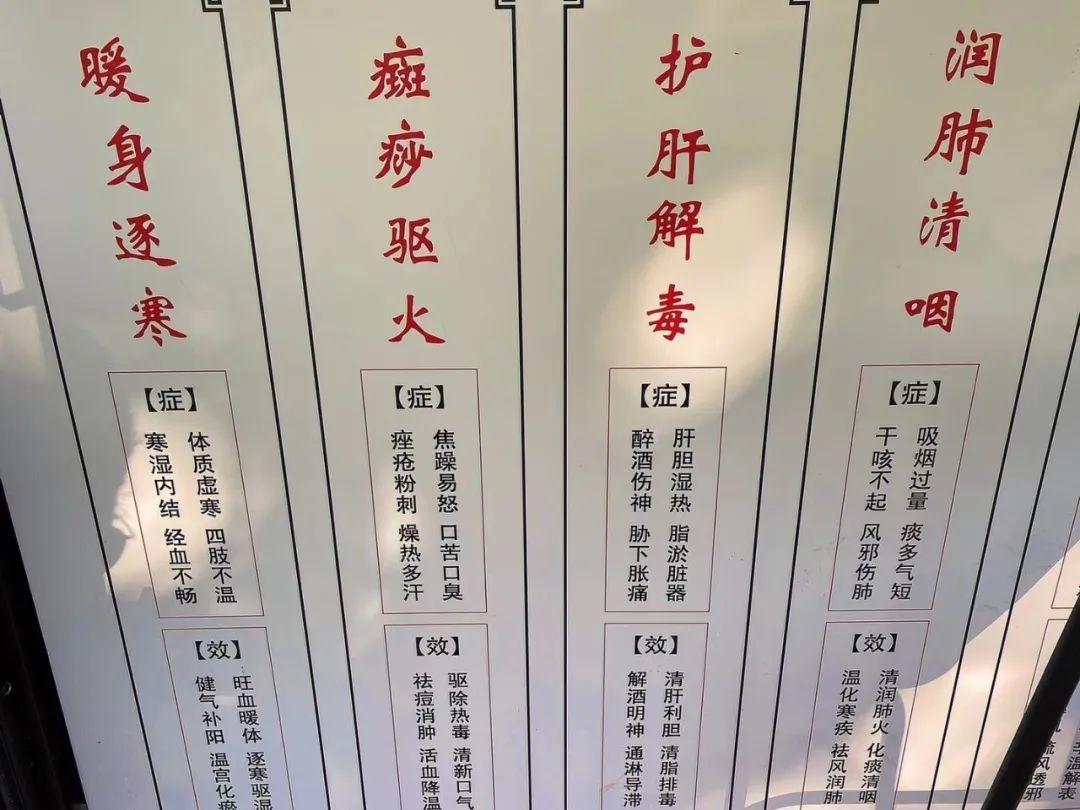 温解表
风透邪
润肺清咽
【症】
吸烟过量 痰多气短
干咳不起 风邪伤肺
【效】
清润肺火 化痰清咽
温化寒疾 祛风润肺
护肝解毒
【症】
肝胆湿热 脂淤脏器
醉酒伤神 胁下胀痛
【效】
清肝利胆 清脂排毒
解酒明神 通淋导滞
癍痧驱火
【症】
焦躁易怒 口苦口臭
痤疮粉刺 燥热多汗
【效】
驱除热毒 清新口气
祛痘消肿 活血降温
暖身逐寒
【症】
体质虚寒 四肢不温
寒湿内结 经血不畅
【效】
旺血暖体 逐寒驱湿
健气补阳 温宫化瘀